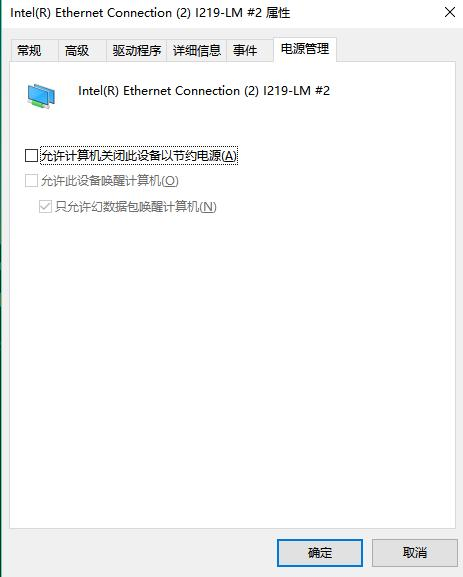 Intel(R) Ethernet Connection (2) I219-LM #2 属性
常规 高级 驱动程序 详细信息 事件 电源管理
Intel(R) Ethernet Connection (2) I219-LM #2
允许计算机关闭此设备以节约电源(A)
允许此设备唤醒计算机(O)
只允许幻数据包唤醒计算机(N)
确定 取消